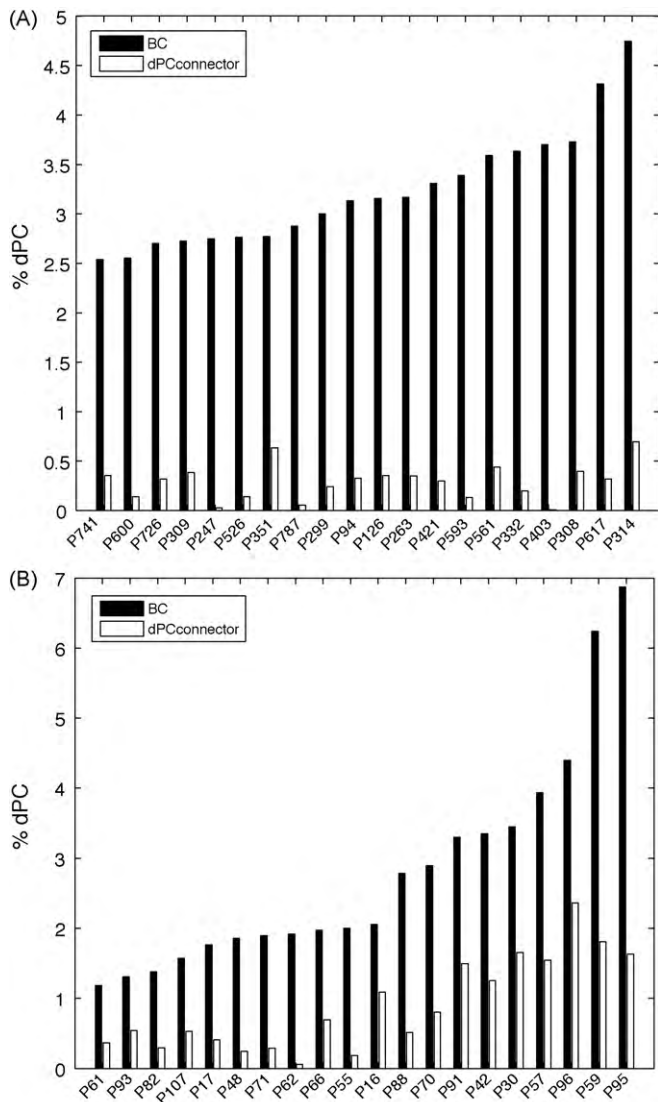 (A)
5
4.5
4
3.5
3
2.5
2
1.5
1
0.5
0
% dPC
BC
dPCconnector
P741 P600 P726 P309 P247 P526 P351 P787 P299 P94 P126 P263 P421 P593 P561 P332 P403 P308 P617 P314
(B)
7
6
5
4
3
2
1
0
% dPC
BC
dPCconnector
P61 P93 P82 P107 P17 P48 P71 P62 P66 P55 P16 P88 P70 P91 P42 P30 P57 P96 P59 P95